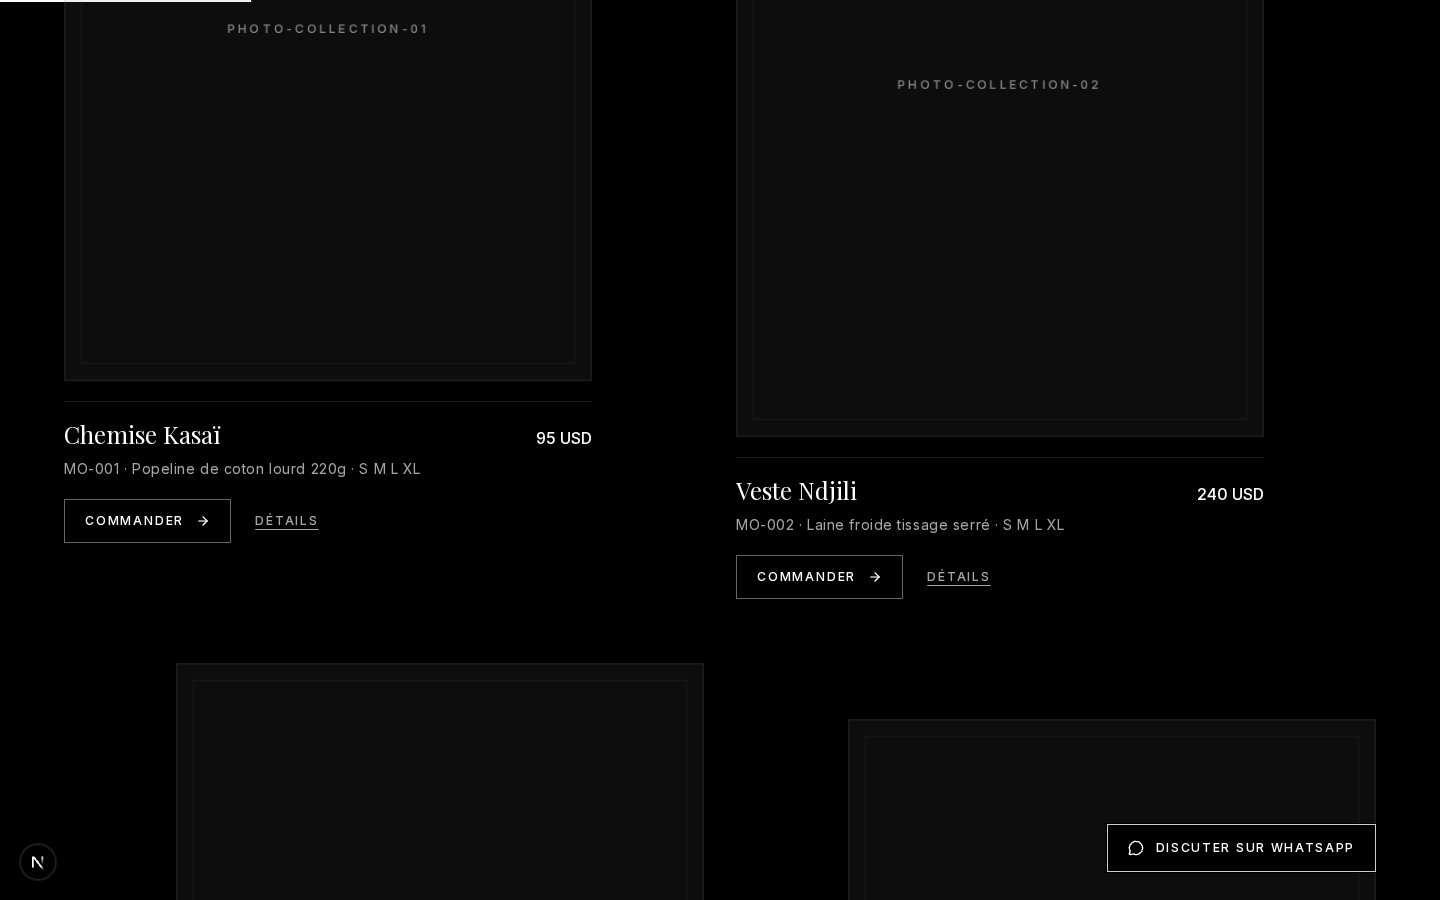 PHOTO-COLLECTION-01
PHOTO-COLLECTION-02
Chemise Kasaï
95 USD
MO-001 · Popeline de coton lourd 220g · S M L XL
COMMANDER → DÉTAILS
Veste Ndjili
240 USD
MO-002 · Laine froide tissage serré · S M L XL
COMMANDER → DÉTAILS
N
DISCUTER SUR WHATSAPP